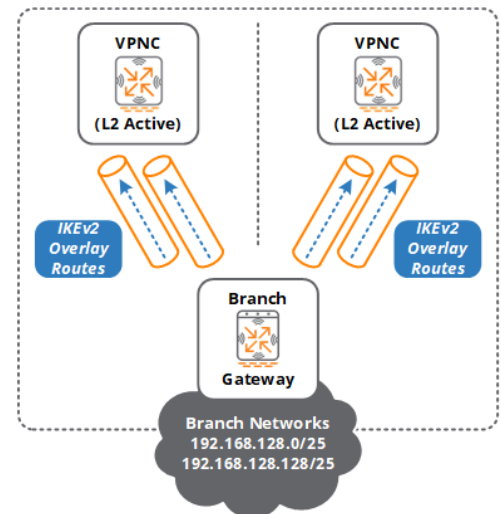 VPNC
(L2 Active)
VPNC
(L2 Active)
IKEv2
Overlay
Routes
IKEv2
Overlay
Routes
Branch
Gateway
Branch Networks
192.168.128.0/25
192.168.128.128/25